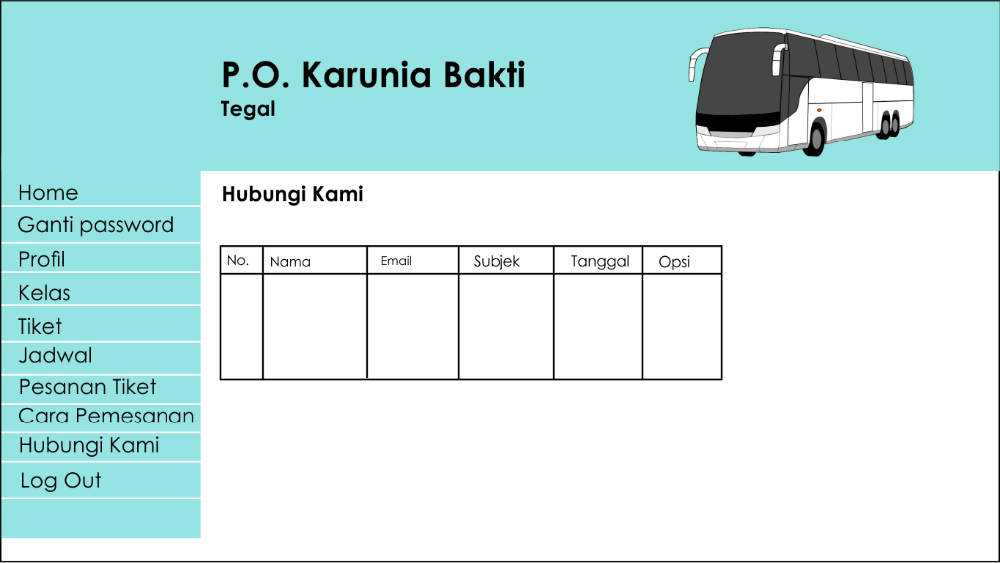 P.O. Karunia Bakti
Tegal
Home
Ganti password
Profil
Kelas
Tiket
Jadwal
Pesanan Tiket
Cara Pemesanan
Hubungi Kami
Log Out
Hubungi Kami
No. Nama Email Subjek Tanggal Opsi